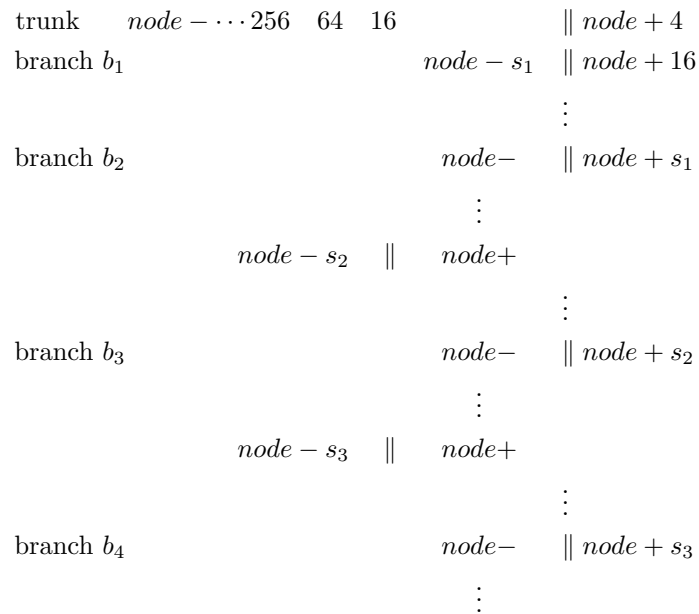 trunk node − ⋯ 256 64 16 ∥ node + 4
branch b₁ node − s₁ ∥ node + 16
⋮
branch b₂ node− ∥ node + s₁
⋮
node − s₂ ∥ node+
⋮
branch b₃ node− ∥ node + s₂
⋮
node − s₃ ∥ node+
⋮
branch b₄ node− ∥ node + s₃
⋮